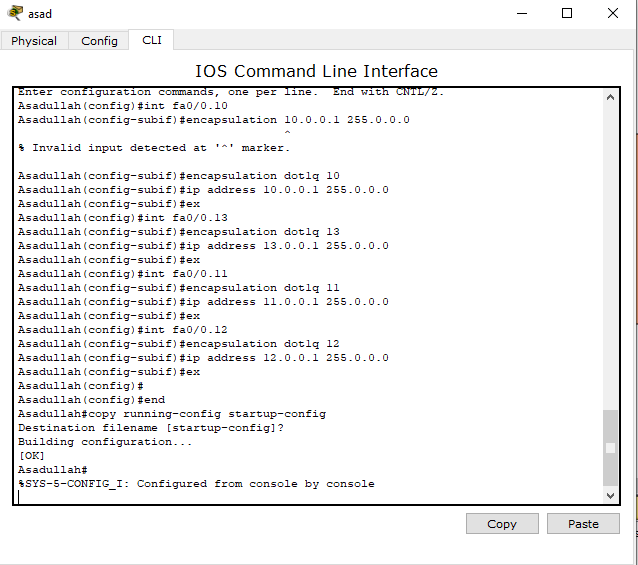 asad
Physical Config CLI
IOS Command Line Interface
Enter configuration commands, one per line.  End with CNTL/Z.
Asadullah(config)#int fa0/0.10
Asadullah(config-subif)#encapsulation 10.0.0.1 255.0.0.0
^
% Invalid input detected at '^' marker.
Asadullah(config-subif)#encapsulation dot1q 10
Asadullah(config-subif)#ip address 10.0.0.1 255.0.0.0
Asadullah(config-subif)#ex
Asadullah(config)#int fa0/0.13
Asadullah(config-subif)#encapsulation dot1q 13
Asadullah(config-subif)#ip address 13.0.0.1 255.0.0.0
Asadullah(config-subif)#ex
Asadullah(config)#int fa0/0.11
Asadullah(config-subif)#encapsulation dot1q 11
Asadullah(config-subif)#ip address 11.0.0.1 255.0.0.0
Asadullah(config-subif)#ex
Asadullah(config)#int fa0/0.12
Asadullah(config-subif)#encapsulation dot1q 12
Asadullah(config-subif)#ip address 12.0.0.1 255.0.0.0
Asadullah(config-subif)#ex
Asadullah(config)#
Asadullah(config)#end
Asadullah#copy running-config startup-config
Destination filename [startup-config]?
Building configuration...
[OK]
Asadullah#
%SYS-5-CONFIG_I: Configured from console by console
Copy Paste